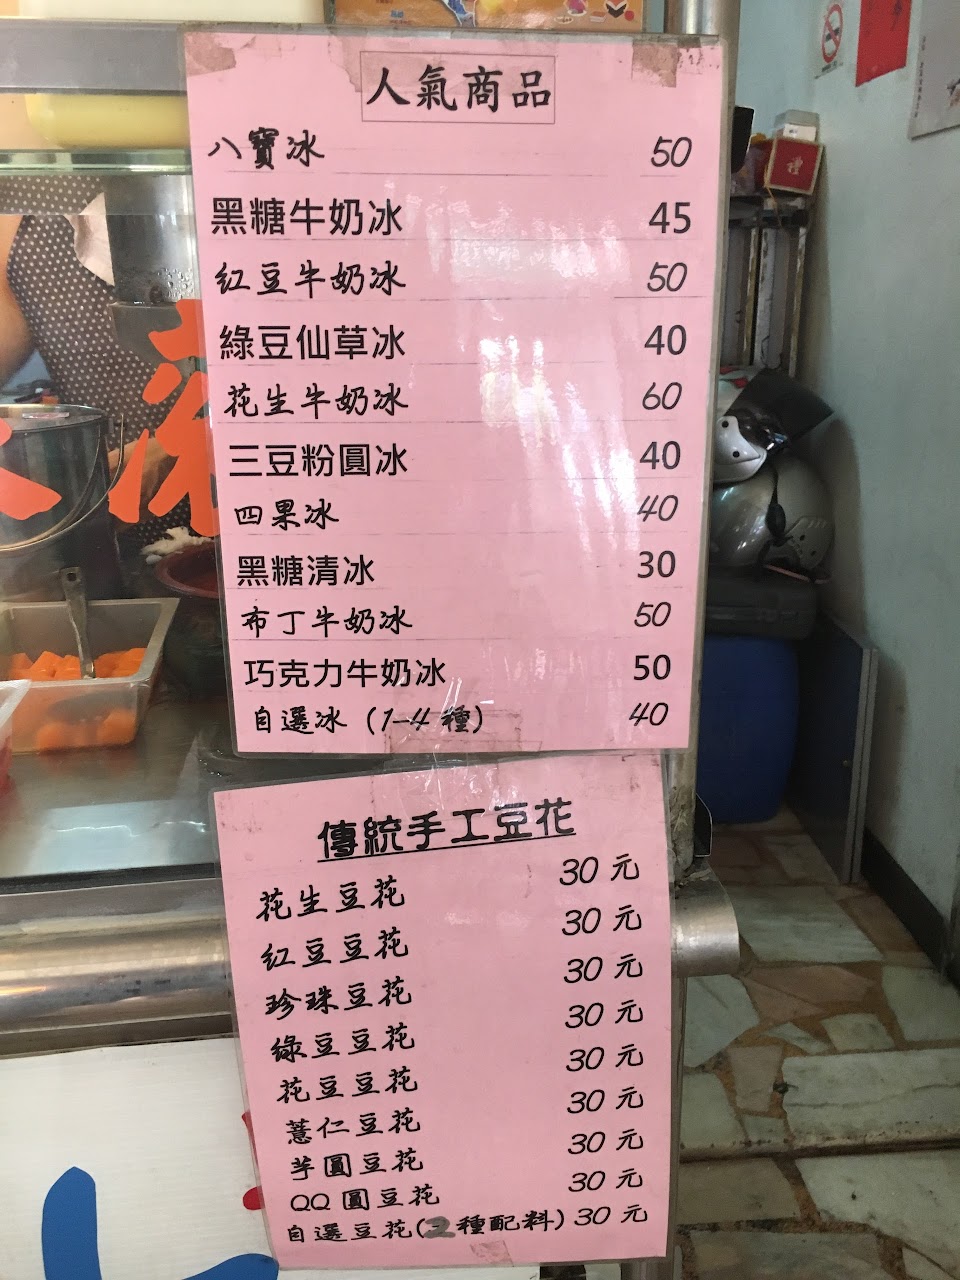 人氣商品
八寶冰 50
黑糖牛奶冰 45
紅豆牛奶冰 50
綠豆仙草冰 40
花生牛奶冰 60
三豆粉圓冰 40
四果冰 40
黑糖清冰 30
布丁牛奶冰 50
巧克力牛奶冰 50
自選冰 (1-4 種) 40
傳統手工豆花
花生豆花 30 元
紅豆豆花 30 元
珍珠豆花 30 元
綠豆豆花 30 元
花豆豆花 30 元
薏仁豆花 30 元
芋圓豆花 30 元
QQ 圓豆花 30 元
自選豆花(2種配料) 30 元
禮